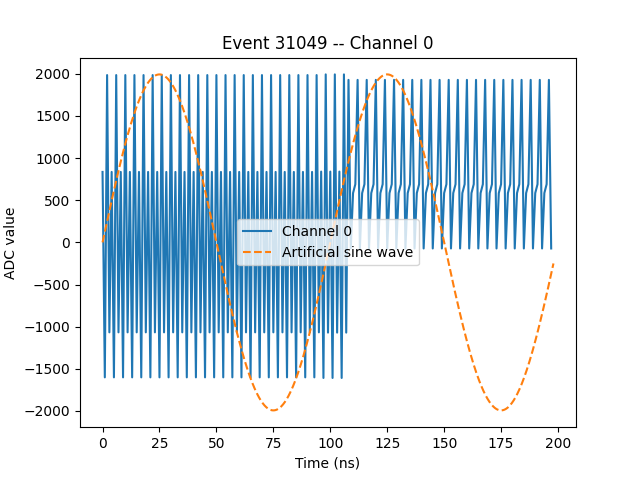 Event 31049 -- Channel 0
ADC value
2000
1500
1000
500
0
−500
−1000
−1500
−2000
Channel 0
Artificial sine wave
0 25 50 75 100 125 150 175 200
Time (ns)